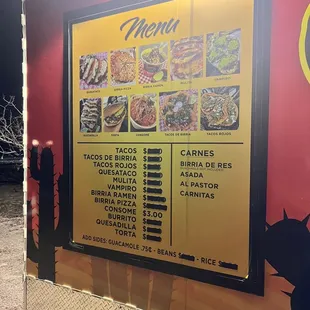 Menu
TACOS $
TACOS DE BIRRIA $
TACOS ROJOS $
QUESATACO $
MULITA $
VAMPIRO $
BIRRIA RAMEN $
BIRRIA PIZZA $
CONSOME $3.00
BURRITO $
QUESADILLA $
TORTA $
CARNES
BIRRIA DE RES
ASADA
AL PASTOR
CARNITAS
ADD SIDES: GUACAMOLE .75¢ - BEANS $ - RICE $